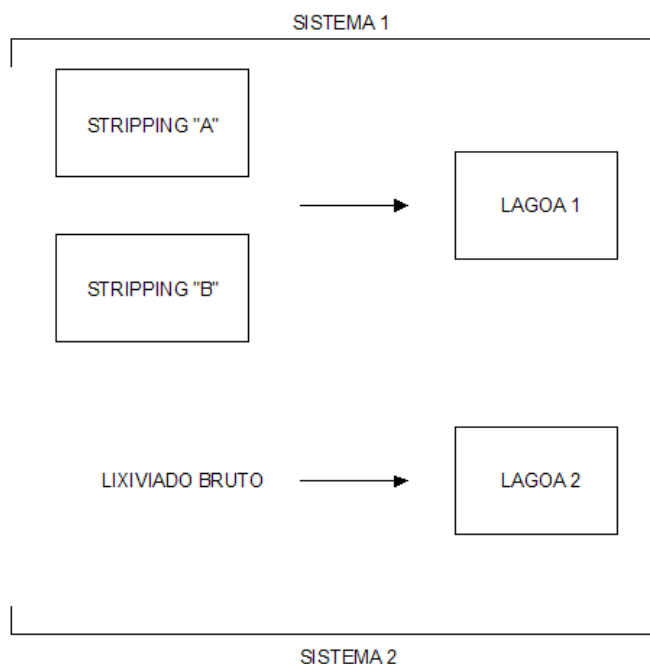 SISTEMA 1
STRIPPING "A"
LAGOA 1
STRIPPING "B"
LIXIVIADO BRUTO
LAGOA 2
SISTEMA 2